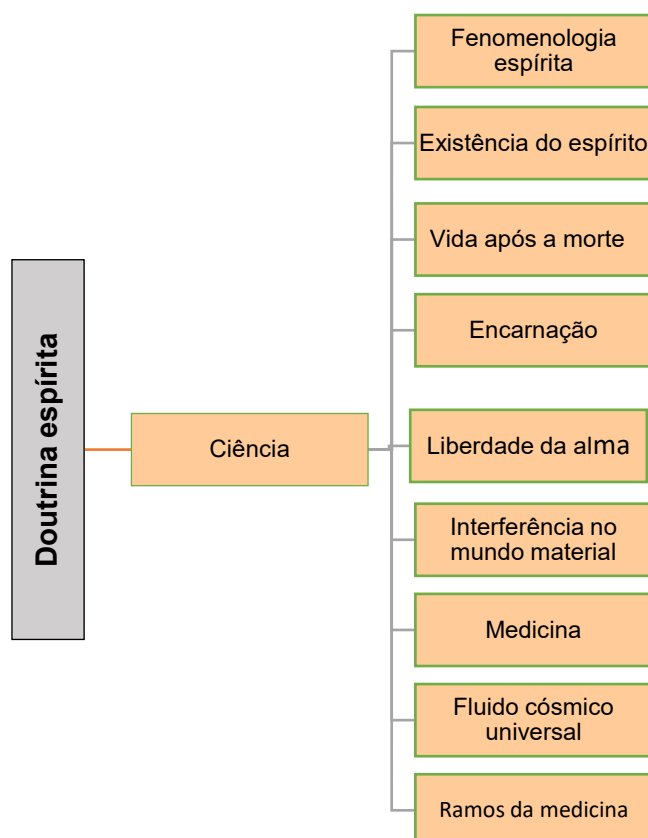 Doutrina espírita
Ciência
Fenomenologia
espírita
Existência do espírito
Vida após a morte
Encarnação
Liberdade da alma
Interferência no
mundo material
Medicina
Fluido cósmico
universal
Ramos da medicina